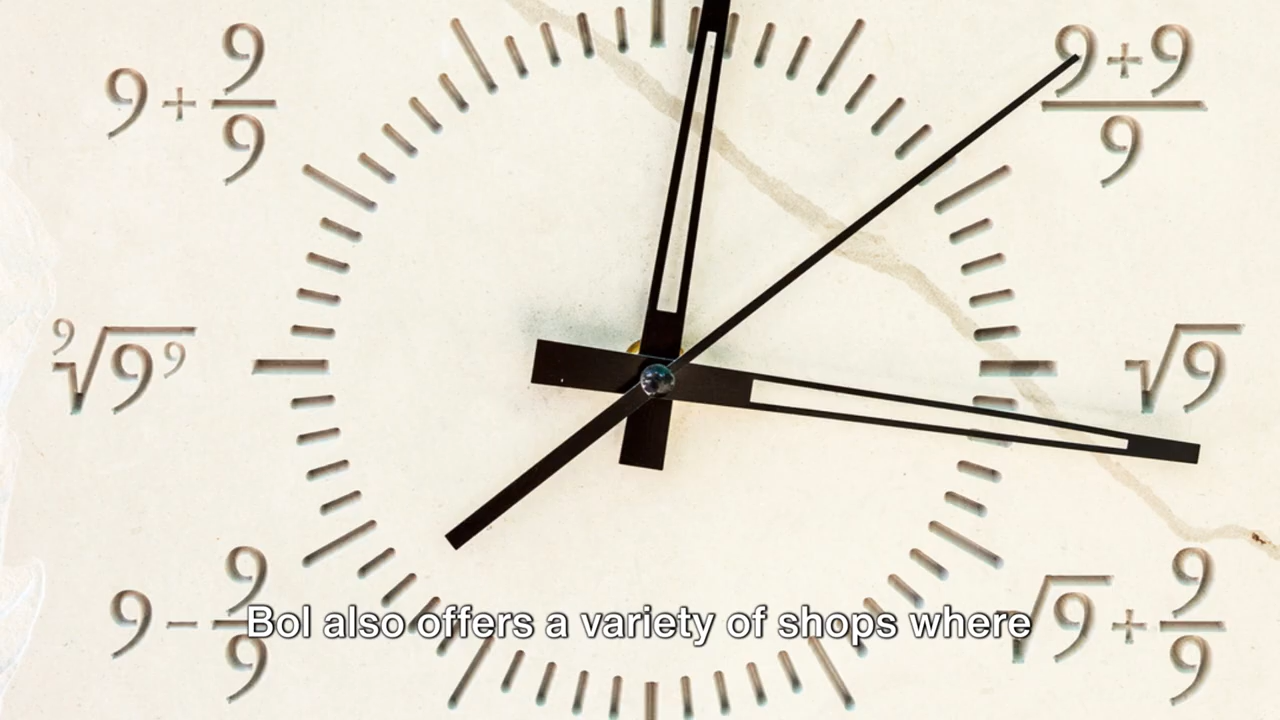 9 + 9/9
(9+9)/9
⁹√9⁹
√9
9 − 9/9
√9 + 9/9
Bol also offers a variety of shops where